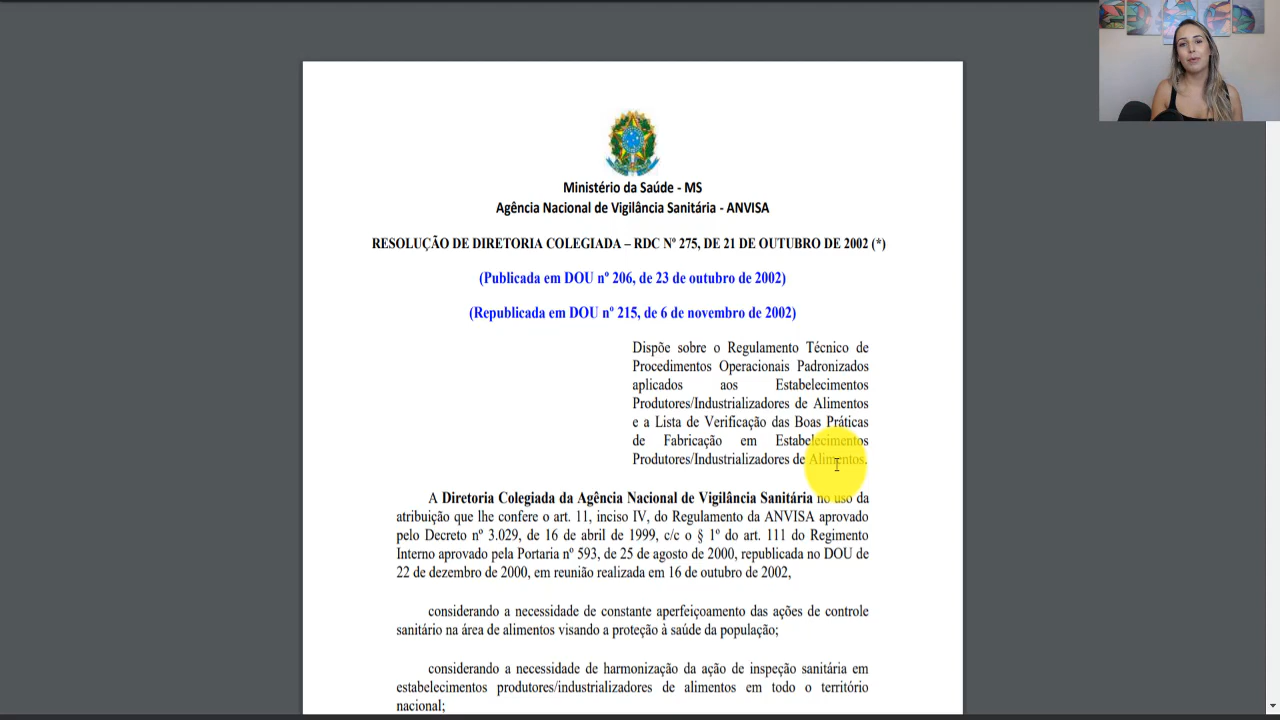 Ministério da Saúde - MS
Agência Nacional de Vigilância Sanitária - ANVISA
RESOLUÇÃO DE DIRETORIA COLEGIADA – RDC Nº 275, DE 21 DE OUTUBRO DE 2002 (*)
(Publicada em DOU nº 206, de 23 de outubro de 2002)
(Republicada em DOU nº 215, de 6 de novembro de 2002)
Dispõe sobre o Regulamento Técnico de
Procedimentos Operacionais Padronizados
aplicados aos Estabelecimentos
Produtores/Industrializadores de Alimentos
e a Lista de Verificação das Boas Práticas
de Fabricação em Estabelecimentos
Produtores/Industrializadores de Alimentos.
A Diretoria Colegiada da Agência Nacional de Vigilância Sanitária no uso da
atribuição que lhe confere o art. 11, inciso IV, do Regulamento da ANVISA aprovado
pelo Decreto nº 3.029, de 16 de abril de 1999, c/c o § 1º do art. 111 do Regimento
Interno aprovado pela Portaria nº 593, de 25 de agosto de 2000, republicada no DOU de
22 de dezembro de 2000, em reunião realizada em 16 de outubro de 2002,
considerando a necessidade de constante aperfeiçoamento das ações de controle
sanitário na área de alimentos visando a proteção à saúde da população;
considerando a necessidade de harmonização da ação de inspeção sanitária em
estabelecimentos produtores/industrializadores de alimentos em todo o território
nacional;